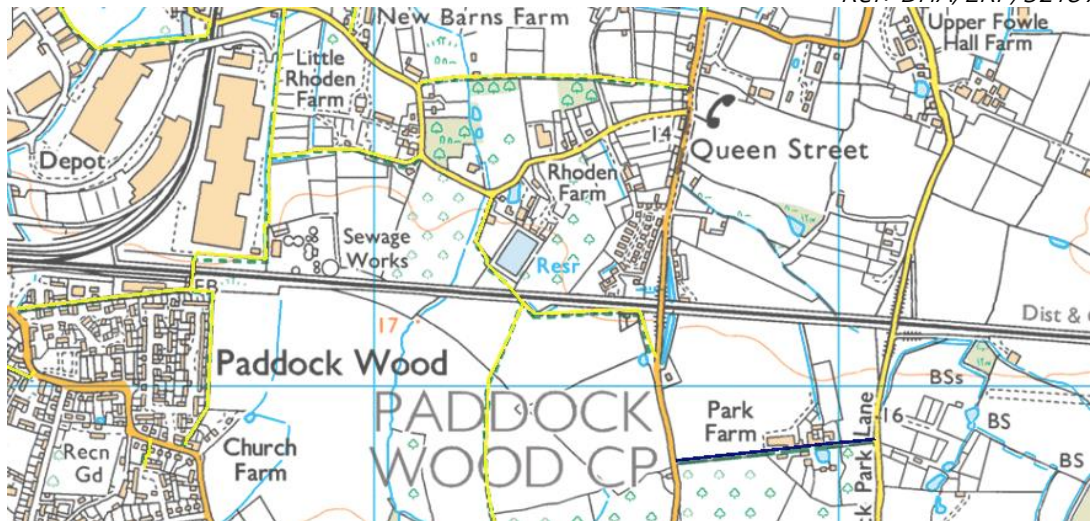 New Barns Farm
Upper Fowle
Hall Farm
Little
Rhoden
Farm
Depot
14
Queen Street
Rhoden
Farm
Sewage
Works
Resr
FB
17
Dist &
Paddock Wood
PADDOCK
WOOD CP
BSs
Park
Farm
16
BS
Park Lane
Recn
Gd
Church
Farm
BS